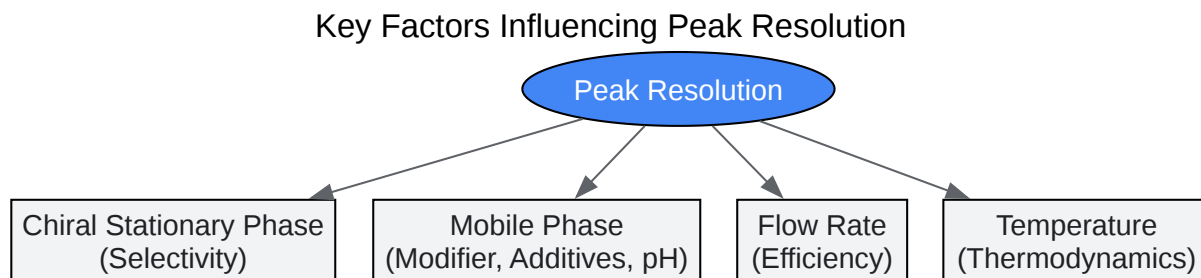 Key Factors Influencing Peak Resolution
Peak Resolution
Chiral Stationary Phase
(Selectivity)
Mobile Phase
(Modifier, Additives, pH)
Flow Rate
(Efficiency)
Temperature
(Thermodynamics)